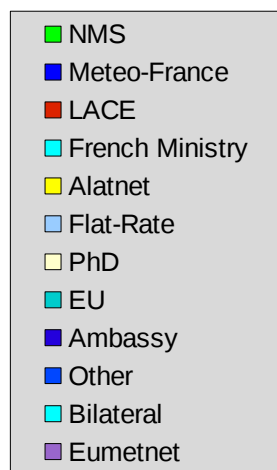 NMS
Meteo-France
LACE
French Ministry
Alatnet
Flat-Rate
PhD
EU
Ambassy
Other
Bilateral
Eumetnet